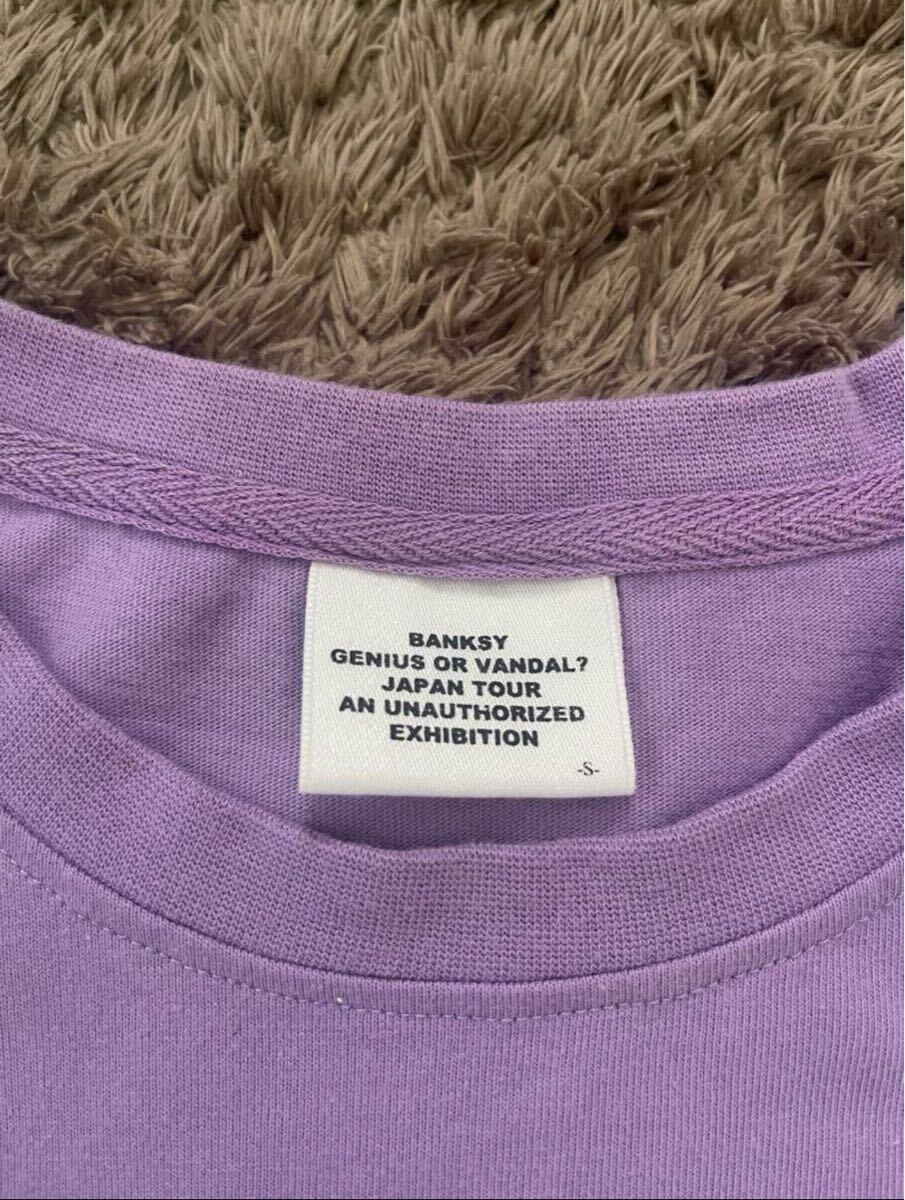 BANKSY
GENIUS OR VANDAL?
JAPAN TOUR
AN UNAUTHORIZED
EXHIBITION
-S-